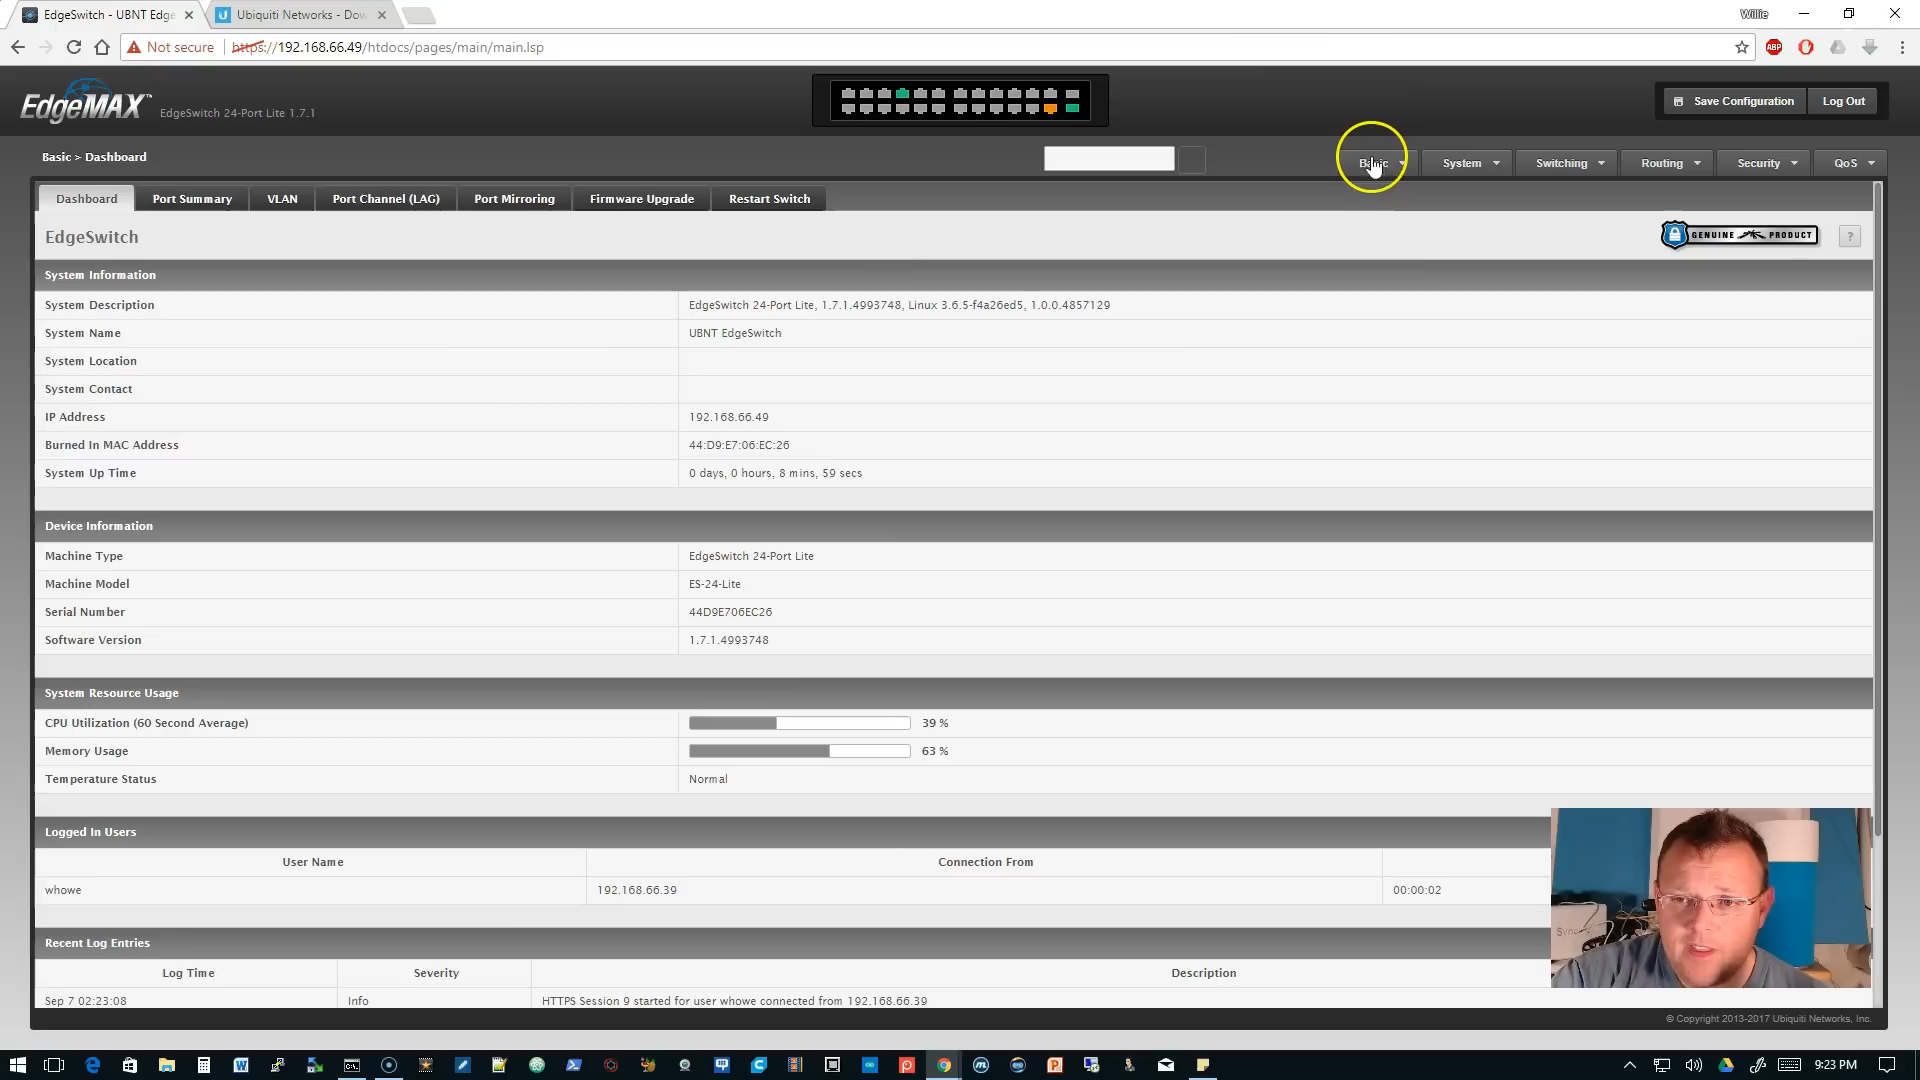 EdgeSwitch - UBNT Edge
Ubiquiti Networks - Dow
Willie
Not secure
https://192.168.66.49/htdocs/pages/main/main.lsp
ABP
EdgeMAX™
EdgeSwitch 24-Port Lite 1.7.1
Save Configuration
Log Out
Basic > Dashboard
Basic
System
Switching
Routing
Security
QoS
Dashboard
Port Summary
VLAN
Port Channel (LAG)
Port Mirroring
Firmware Upgrade
Restart Switch
EdgeSwitch
GENUINE PRODUCT
?
System Information
System Description EdgeSwitch 24-Port Lite, 1.7.1.4993748, Linux 3.6.5-f4a26ed5, 1.0.0.4857129
System Name UBNT EdgeSwitch
System Location
System Contact
IP Address 192.168.66.49
Burned In MAC Address 44:D9:E7:06:EC:26
System Up Time 0 days, 0 hours, 8 mins, 59 secs
Device Information
Machine Type EdgeSwitch 24-Port Lite
Machine Model ES-24-Lite
Serial Number 44D9E706EC26
Software Version 1.7.1.4993748
System Resource Usage
CPU Utilization (60 Second Average) 39 %
Memory Usage 63 %
Temperature Status Normal
Logged In Users
User Name Connection From
whowe 192.168.66.39 00:00:02
Recent Log Entries
Log Time Severity Description
Sep 7 02:23:08 Info HTTPS Session 9 started for user whowe connected from 192.168.66.39
© Copyright 2013-2017 Ubiquiti Networks, Inc.
9:23 PM